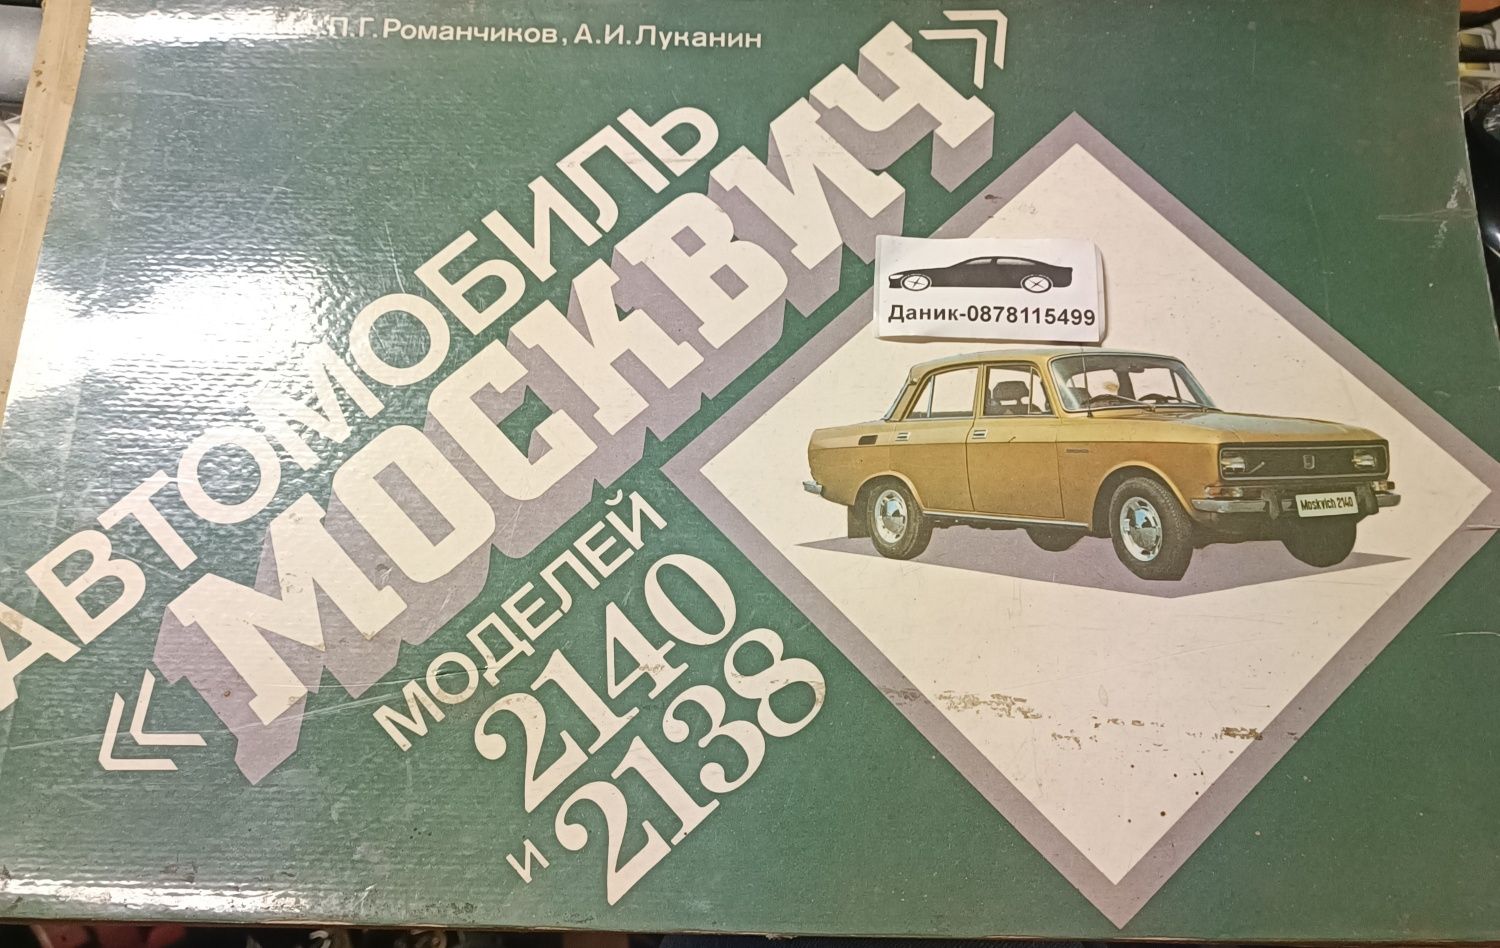 П.Г.Романчиков, А.И.Луканин
АВТОМОБИЛЬ
«МОСКВИЧ»
МОДЕЛЕЙ
2140
и 2138
Даник-0878115499
Moskvich 2140